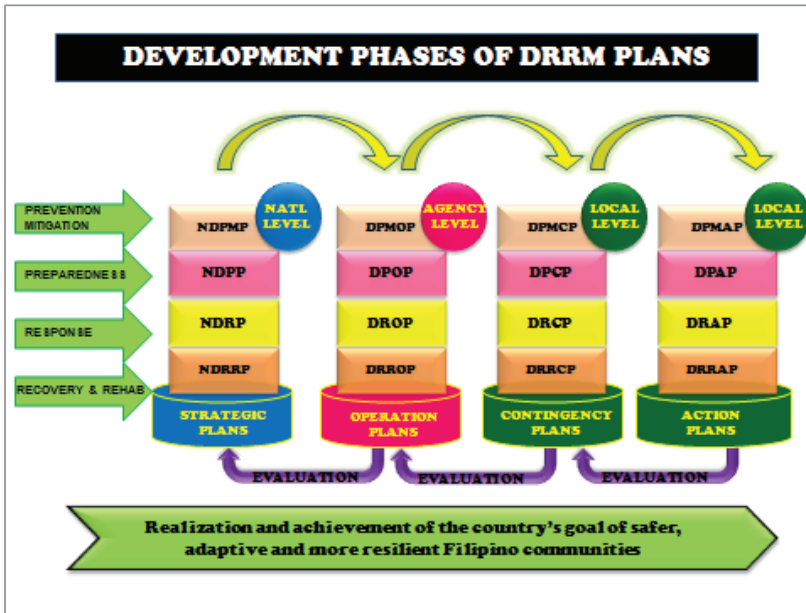 DEVELOPMENT PHASES OF DRRM PLANS
NATL
LEVEL
AGENCY
LEVEL
LOCAL
LEVEL
LOCAL
LEVEL
PREVENTION
MITIGATION
NDPMP
DPMOP
DPMCP
DPMAP
PREPAREDNESS
NDPP
DPOP
DPCP
DPAP
RESPONSE
NDRP
DROP
DRCP
DRAP
RECOVERY & REHAB
NDRRP
DRROP
DRRCP
DRRAP
STRATEGIC
PLANS
OPERATION
PLANS
CONTINGENCY
PLANS
ACTION
PLANS
EVALUATION
EVALUATION
EVALUATION
Realization and achievement of the country's goal of safer,
adaptive and more resilient Filipino communities